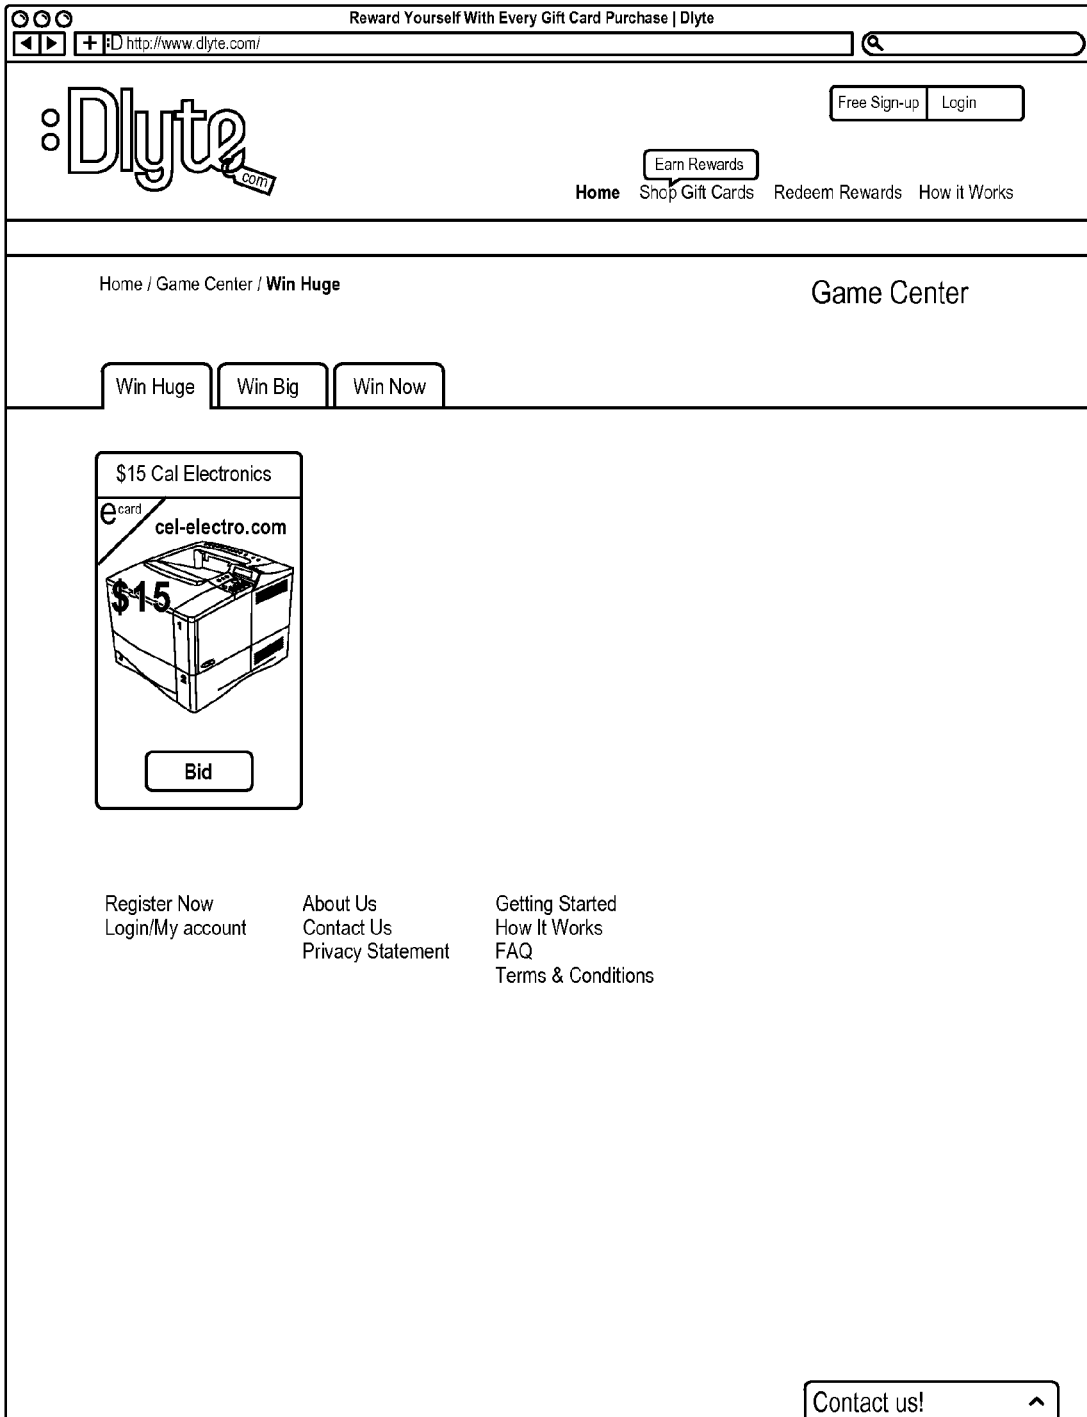 Reward Yourself With Every Gift Card Purchase | Dlyte
:D http://www.dlyte.com/
:Dlyte.com
Free Sign-up Login
Earn Rewards
Home Shop Gift Cards Redeem Rewards How it Works
Home / Game Center / Win Huge
Game Center
Win Huge Win Big Win Now
$15 Cal Electronics
e card
cel-electro.com
$15
1
2
Bid
Register Now
Login/My account
About Us
Contact Us
Privacy Statement
Getting Started
How It Works
FAQ
Terms & Conditions
Contact us!